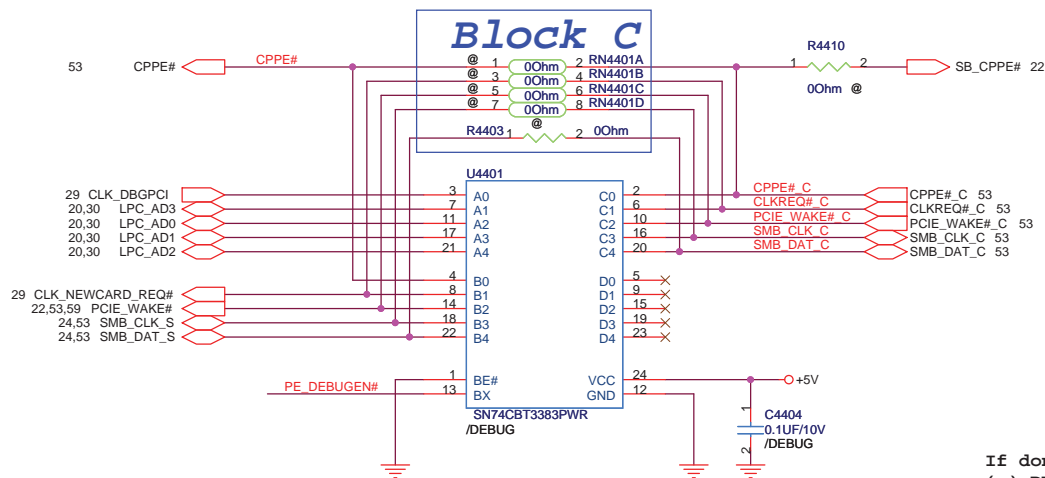 Block C
53 CPPE# CPPE# @ 1 0Ohm 2 RN4401A 1 R4410 2 SB_CPPE# 22
@ 3 0Ohm 4 RN4401B 0Ohm @
@ 5 0Ohm 6 RN4401C
@ 7 0Ohm 8 RN4401D
@
R4403 1 2 0Ohm
U4401
29 CLK_DBGPCI 3 A0 C0 2 CPPE#_C CPPE#_C 53
20,30 LPC_AD3 7 A1 C1 6 CLKREQ#_C CLKREQ#_C 53
20,30 LPC_AD0 11 A2 C2 10 PCIE_WAKE#_C PCIE_WAKE#_C 53
20,30 LPC_AD1 17 A3 C3 16 SMB_CLK_C SMB_CLK_C 53
20,30 LPC_AD2 21 A4 C4 20 SMB_DAT_C SMB_DAT_C 53
4 B0 D0 5
29 CLK_NEWCARD_REQ# 8 B1 D1 9
22,53,59 PCIE_WAKE# 14 B2 D2 15
24,53 SMB_CLK_S 18 B3 D3 19
24,53 SMB_DAT_S 22 B4 D4 23
1 BE# VCC 24 +5V
PE_DEBUGEN# 13 BX GND 12
SN74CBT3383PWR
/DEBUG
1 C4404
0.1UF/10V
2 /DEBUG
If